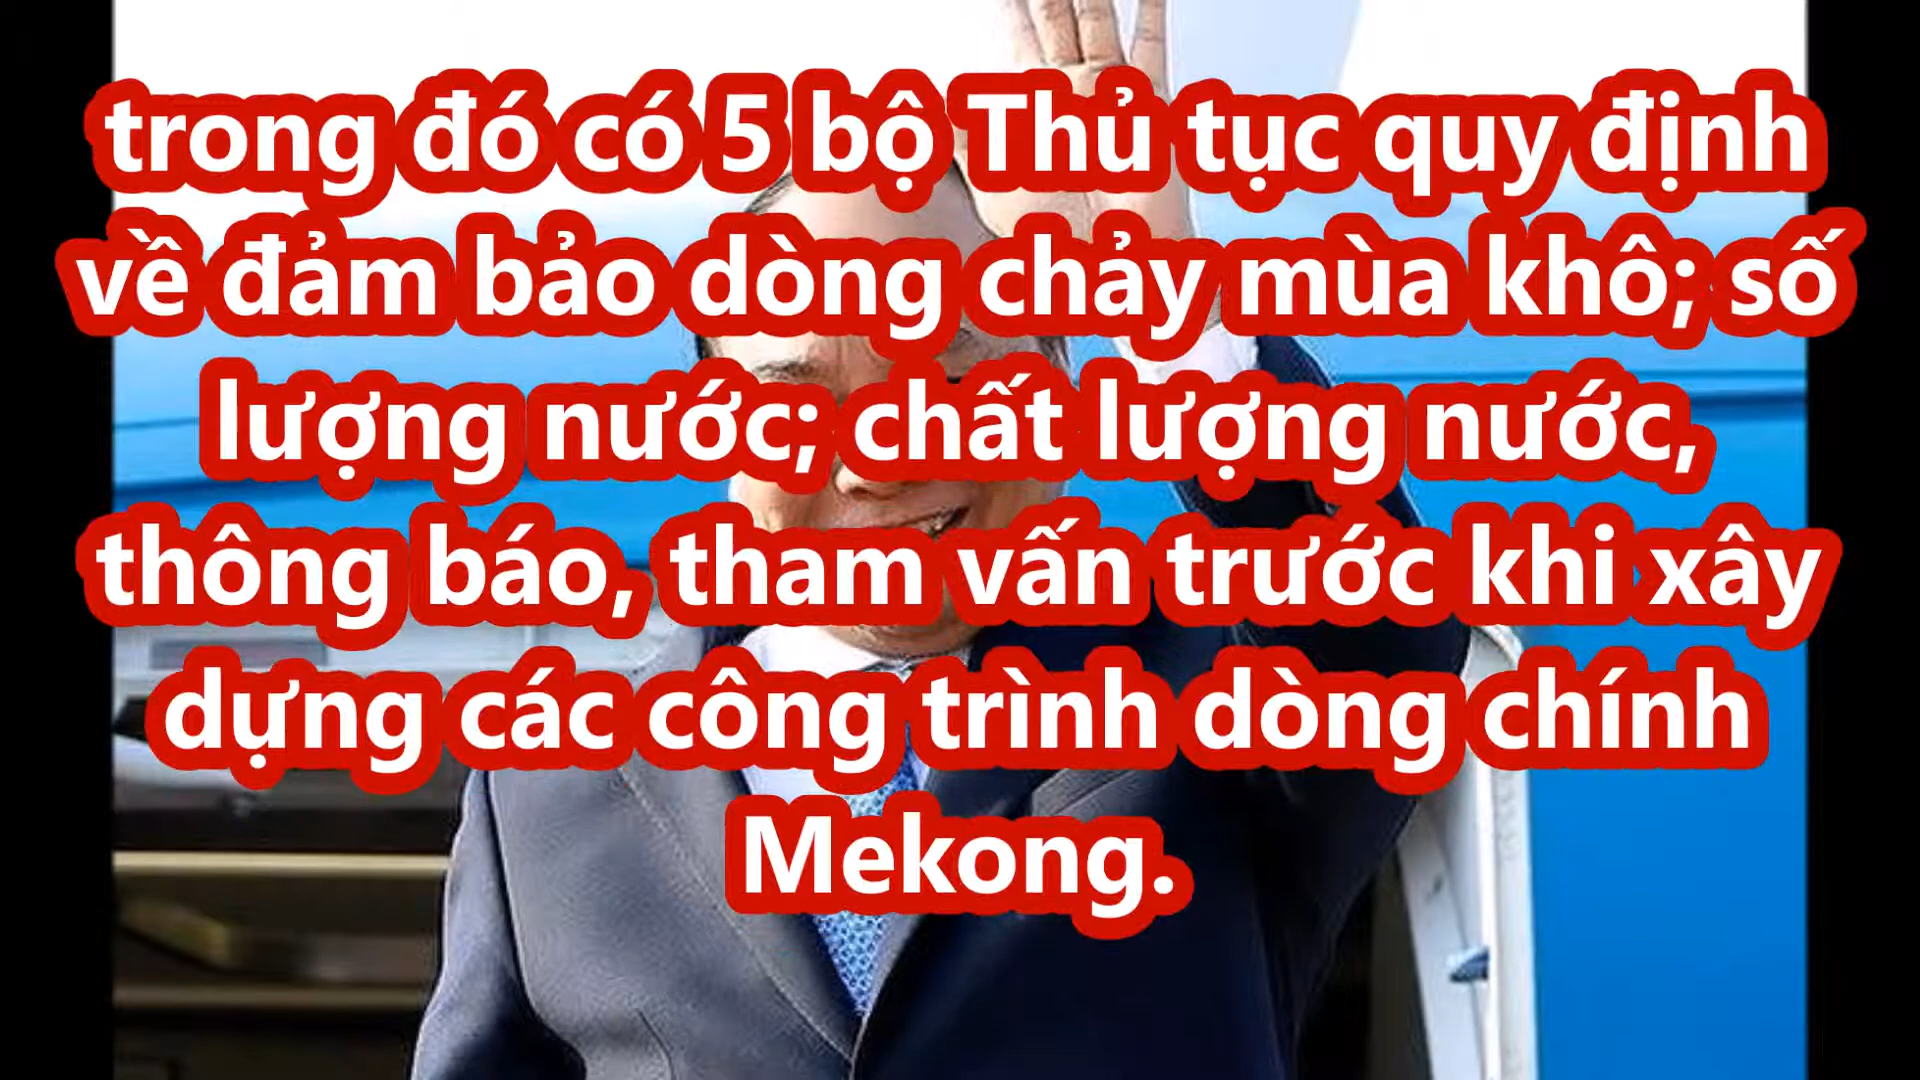 trong đó có 5 bộ Thủ tục quy định
về đảm bảo dòng chảy mùa khô; số
lượng nước; chất lượng nước,
thông báo, tham vấn trước khi xây
dựng các công trình dòng chính
Mekong.